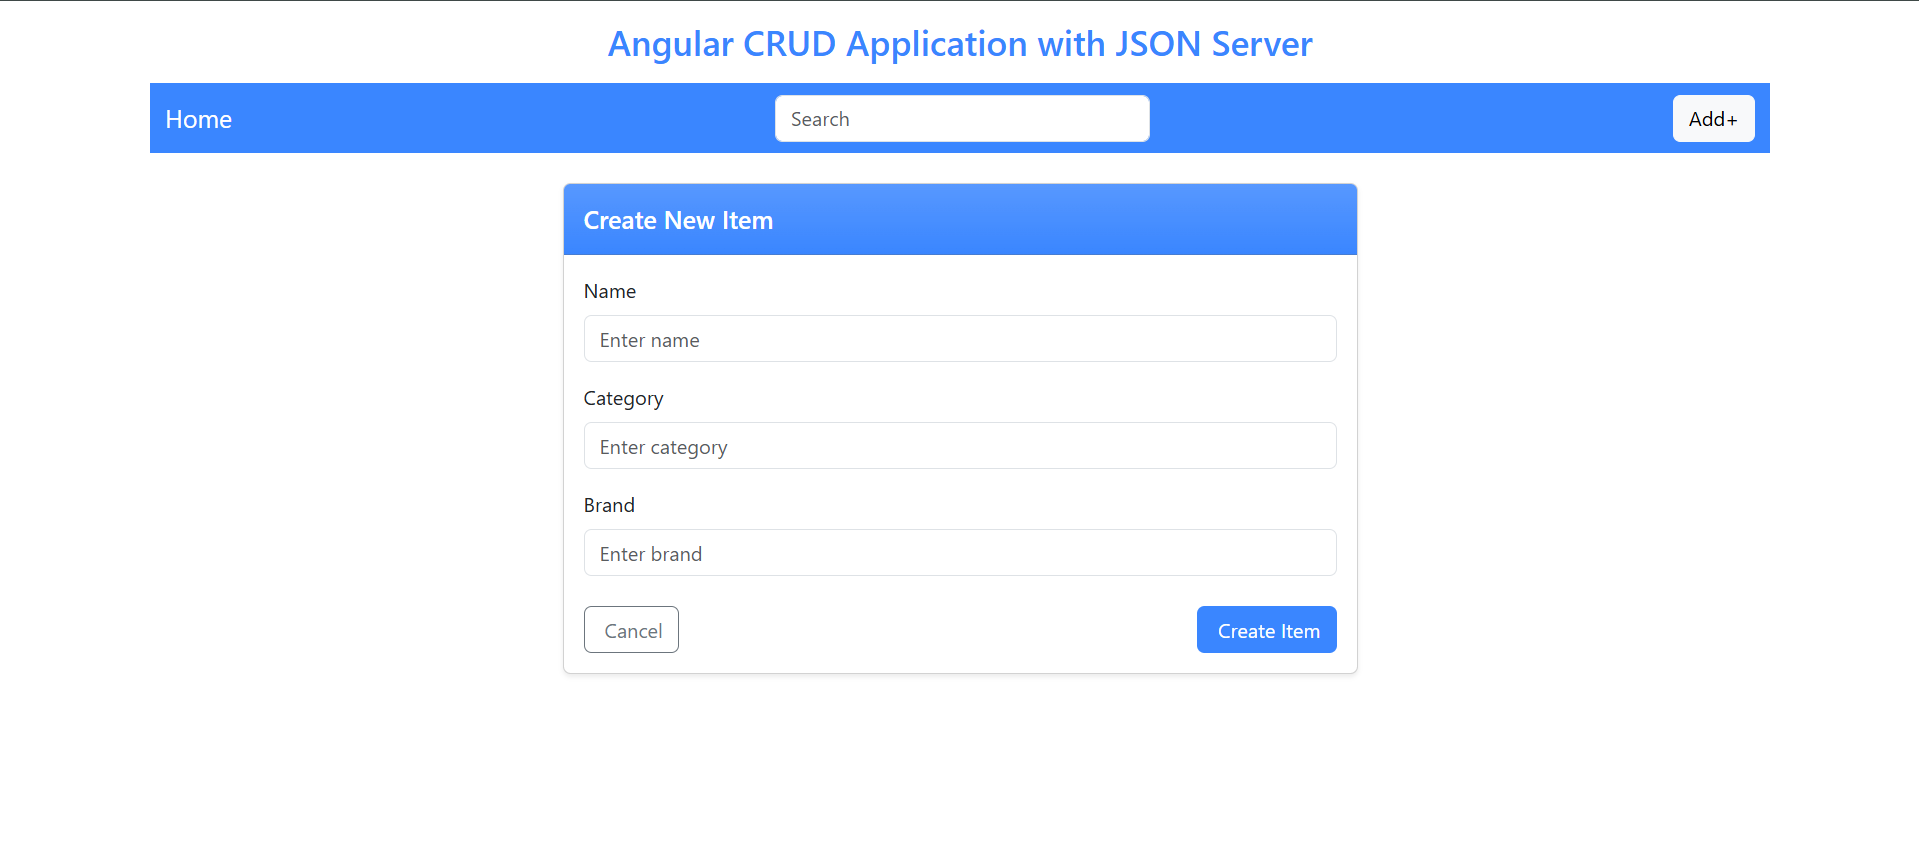 Angular CRUD Application with JSON Server
Home
Search
Add+
Create New Item
Name
Enter name
Category
Enter category
Brand
Enter brand
Cancel
Create Item